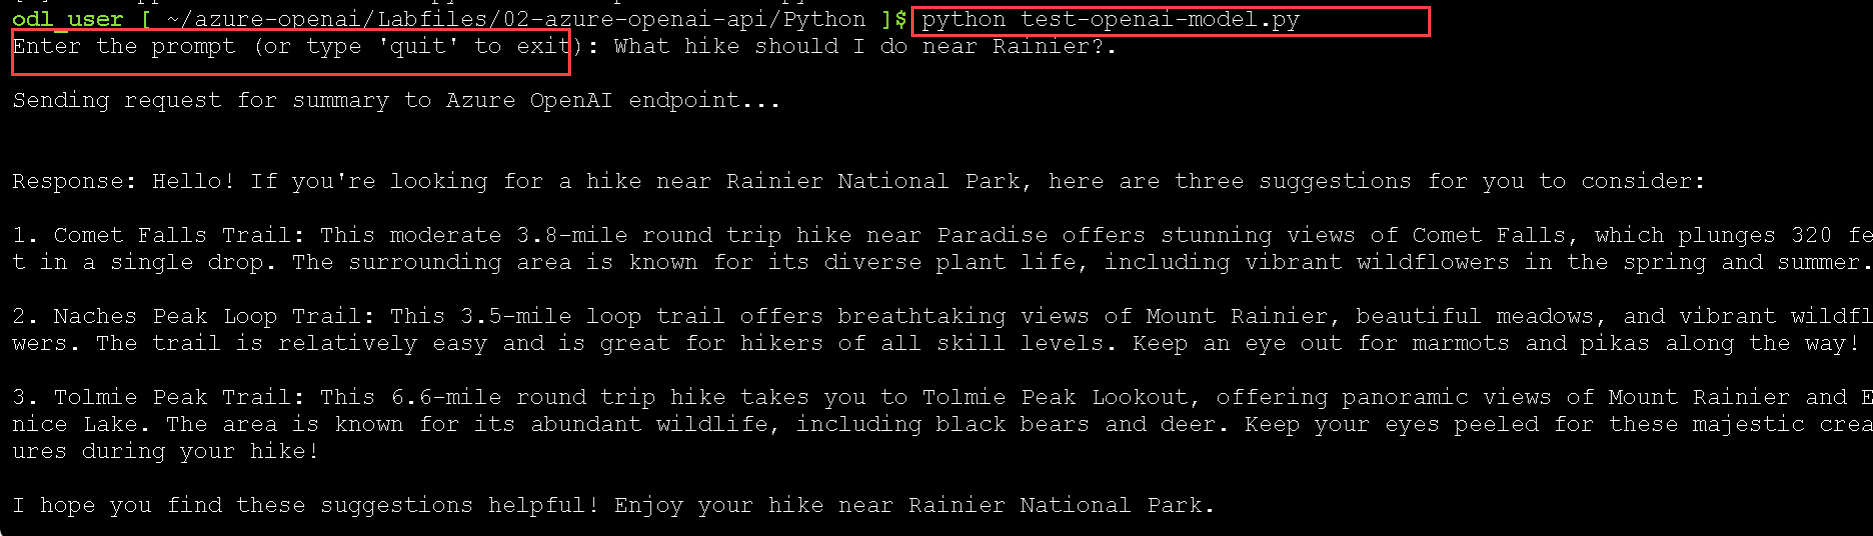 odl_user [ ~/azure-openai/Labfiles/02-azure-openai-api/Python ]$ python test-openai-model.py
Enter the prompt (or type 'quit' to exit): What hike should I do near Rainier?.
Sending request for summary to Azure OpenAI endpoint...
Response: Hello! If you're looking for a hike near Rainier National Park, here are three suggestions for you to consider:
1. Comet Falls Trail: This moderate 3.8-mile round trip hike near Paradise offers stunning views of Comet Falls, which plunges 320 fe
t in a single drop. The surrounding area is known for its diverse plant life, including vibrant wildflowers in the spring and summer.
2. Naches Peak Loop Trail: This 3.5-mile loop trail offers breathtaking views of Mount Rainier, beautiful meadows, and vibrant wildfl
wers. The trail is relatively easy and is great for hikers of all skill levels. Keep an eye out for marmots and pikas along the way!
3. Tolmie Peak Trail: This 6.6-mile round trip hike takes you to Tolmie Peak Lookout, offering panoramic views of Mount Rainier and E
nice Lake. The area is known for its abundant wildlife, including black bears and deer. Keep your eyes peeled for these majestic crea
ures during your hike!
I hope you find these suggestions helpful! Enjoy your hike near Rainier National Park.